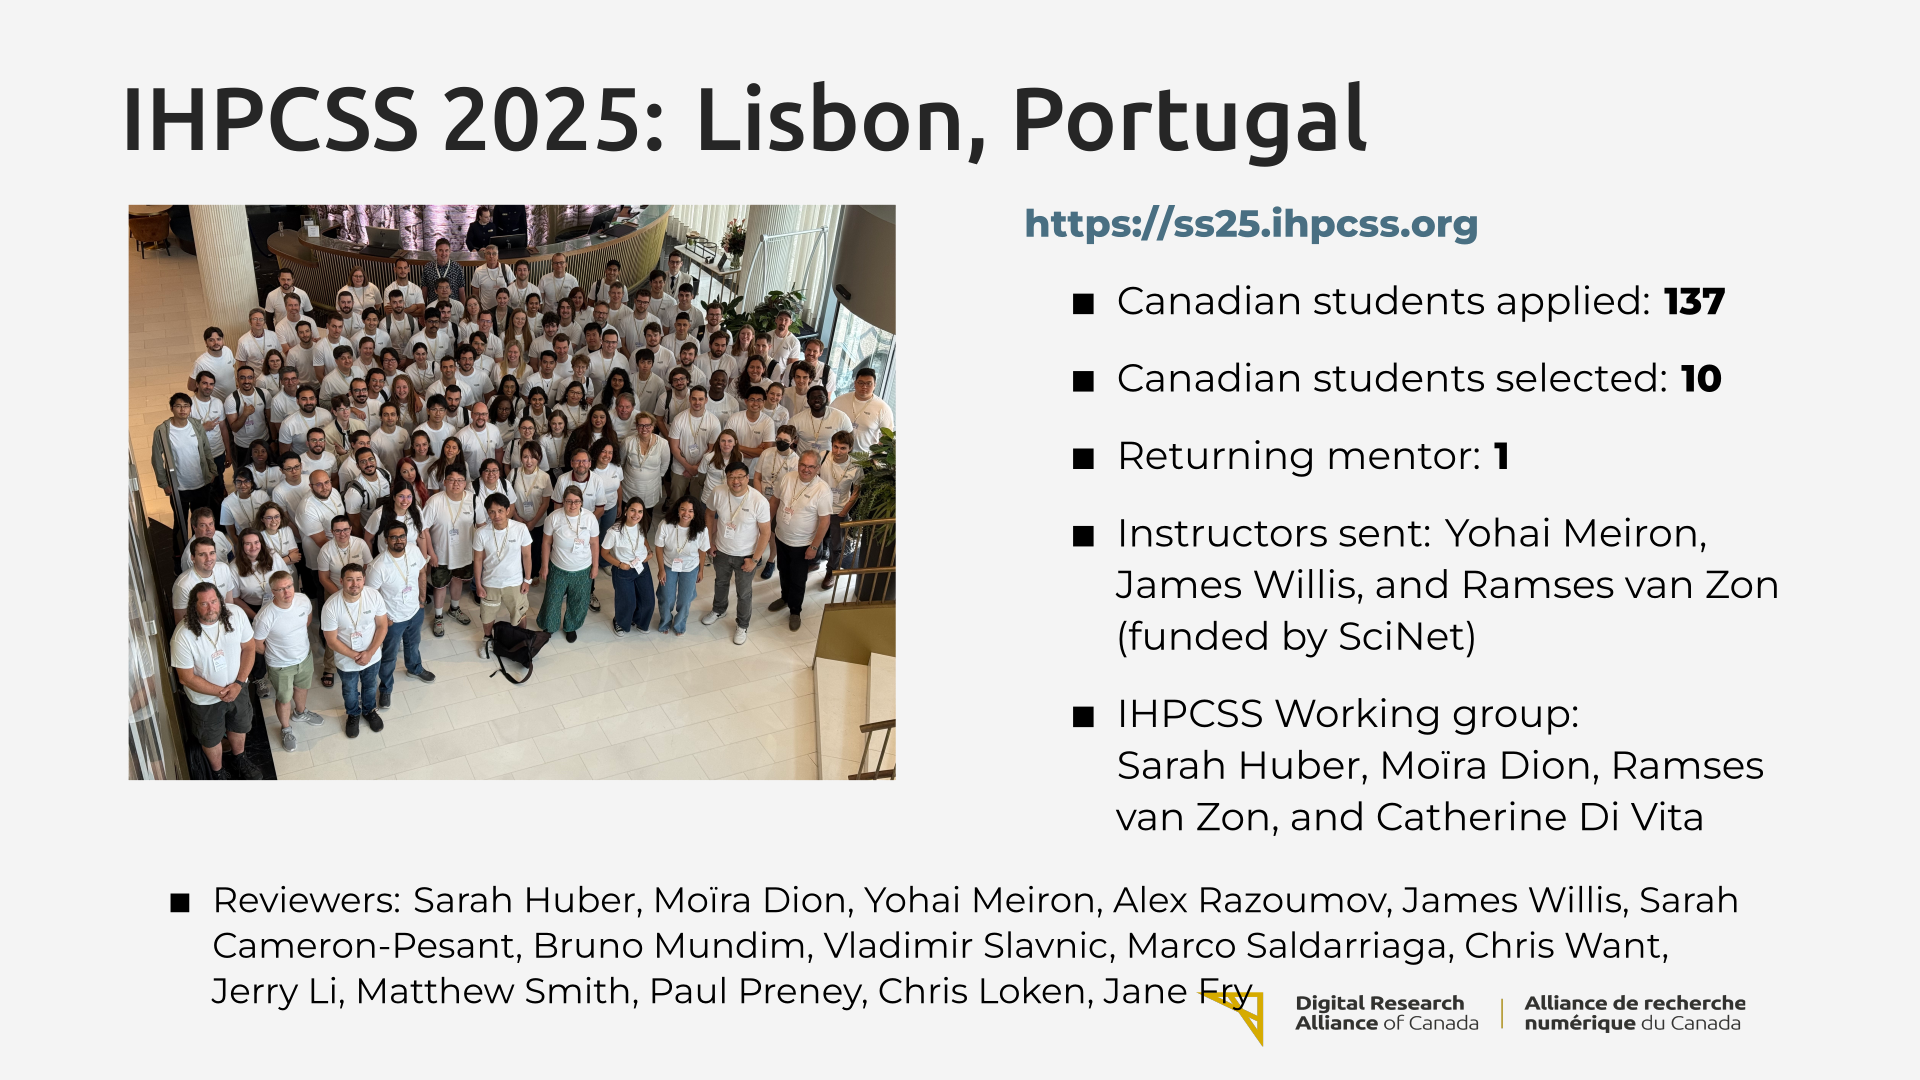 IHPCSS 2025: Lisbon, Portugal
https://ss25.ihpcss.org
■ Canadian students applied: 137
■ Canadian students selected: 10
■ Returning mentor: 1
■ Instructors sent: Yohai Meiron,
James Willis, and Ramses van Zon
(funded by SciNet)
■ IHPCSS Working group:
Sarah Huber, Moïra Dion, Ramses
van Zon, and Catherine Di Vita
■ Reviewers: Sarah Huber, Moïra Dion, Yohai Meiron, Alex Razoumov, James Willis, Sarah
Cameron-Pesant, Bruno Mundim, Vladimir Slavnic, Marco Saldarriaga, Chris Want,
Jerry Li, Matthew Smith, Paul Preney, Chris Loken, Jane Fry
Digital Research
Alliance of Canada
Alliance de recherche
numérique du Canada